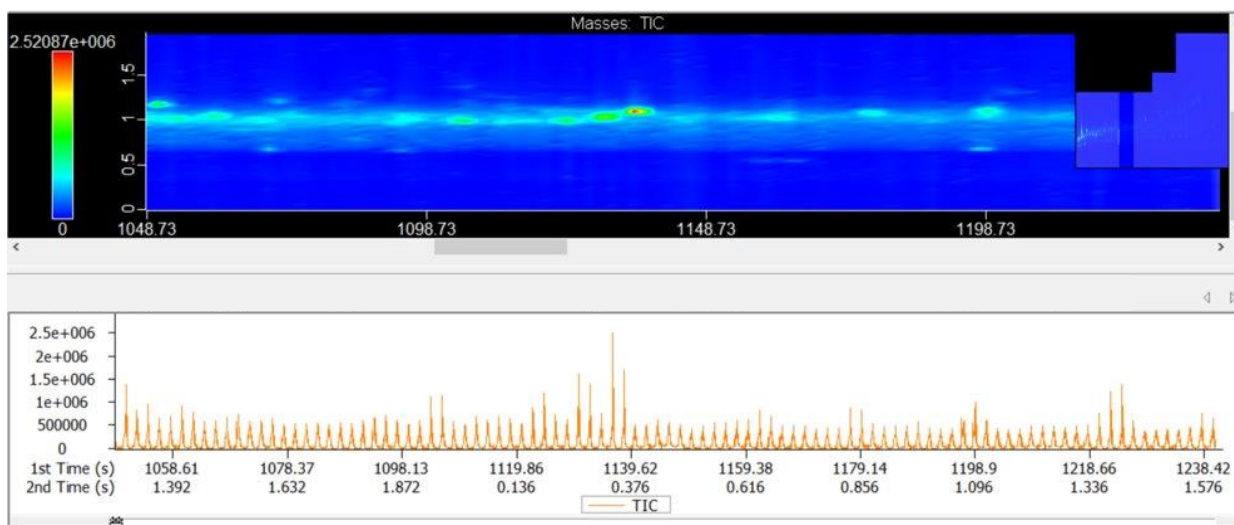 Masses: TIC
2.52087e+006
0
1.5
1
0.5
0
1048.73 1098.73 1148.73 1198.73
2.5e+006
2e+006
1.5e+006
1e+006
500000
0
1st Time (s) 1058.61 1078.37 1098.13 1119.86 1139.62 1159.38 1179.14 1198.9 1218.66 1238.42
2nd Time (s) 1.392 1.632 1.872 0.136 0.376 0.616 0.856 1.096 1.336 1.576
TIC